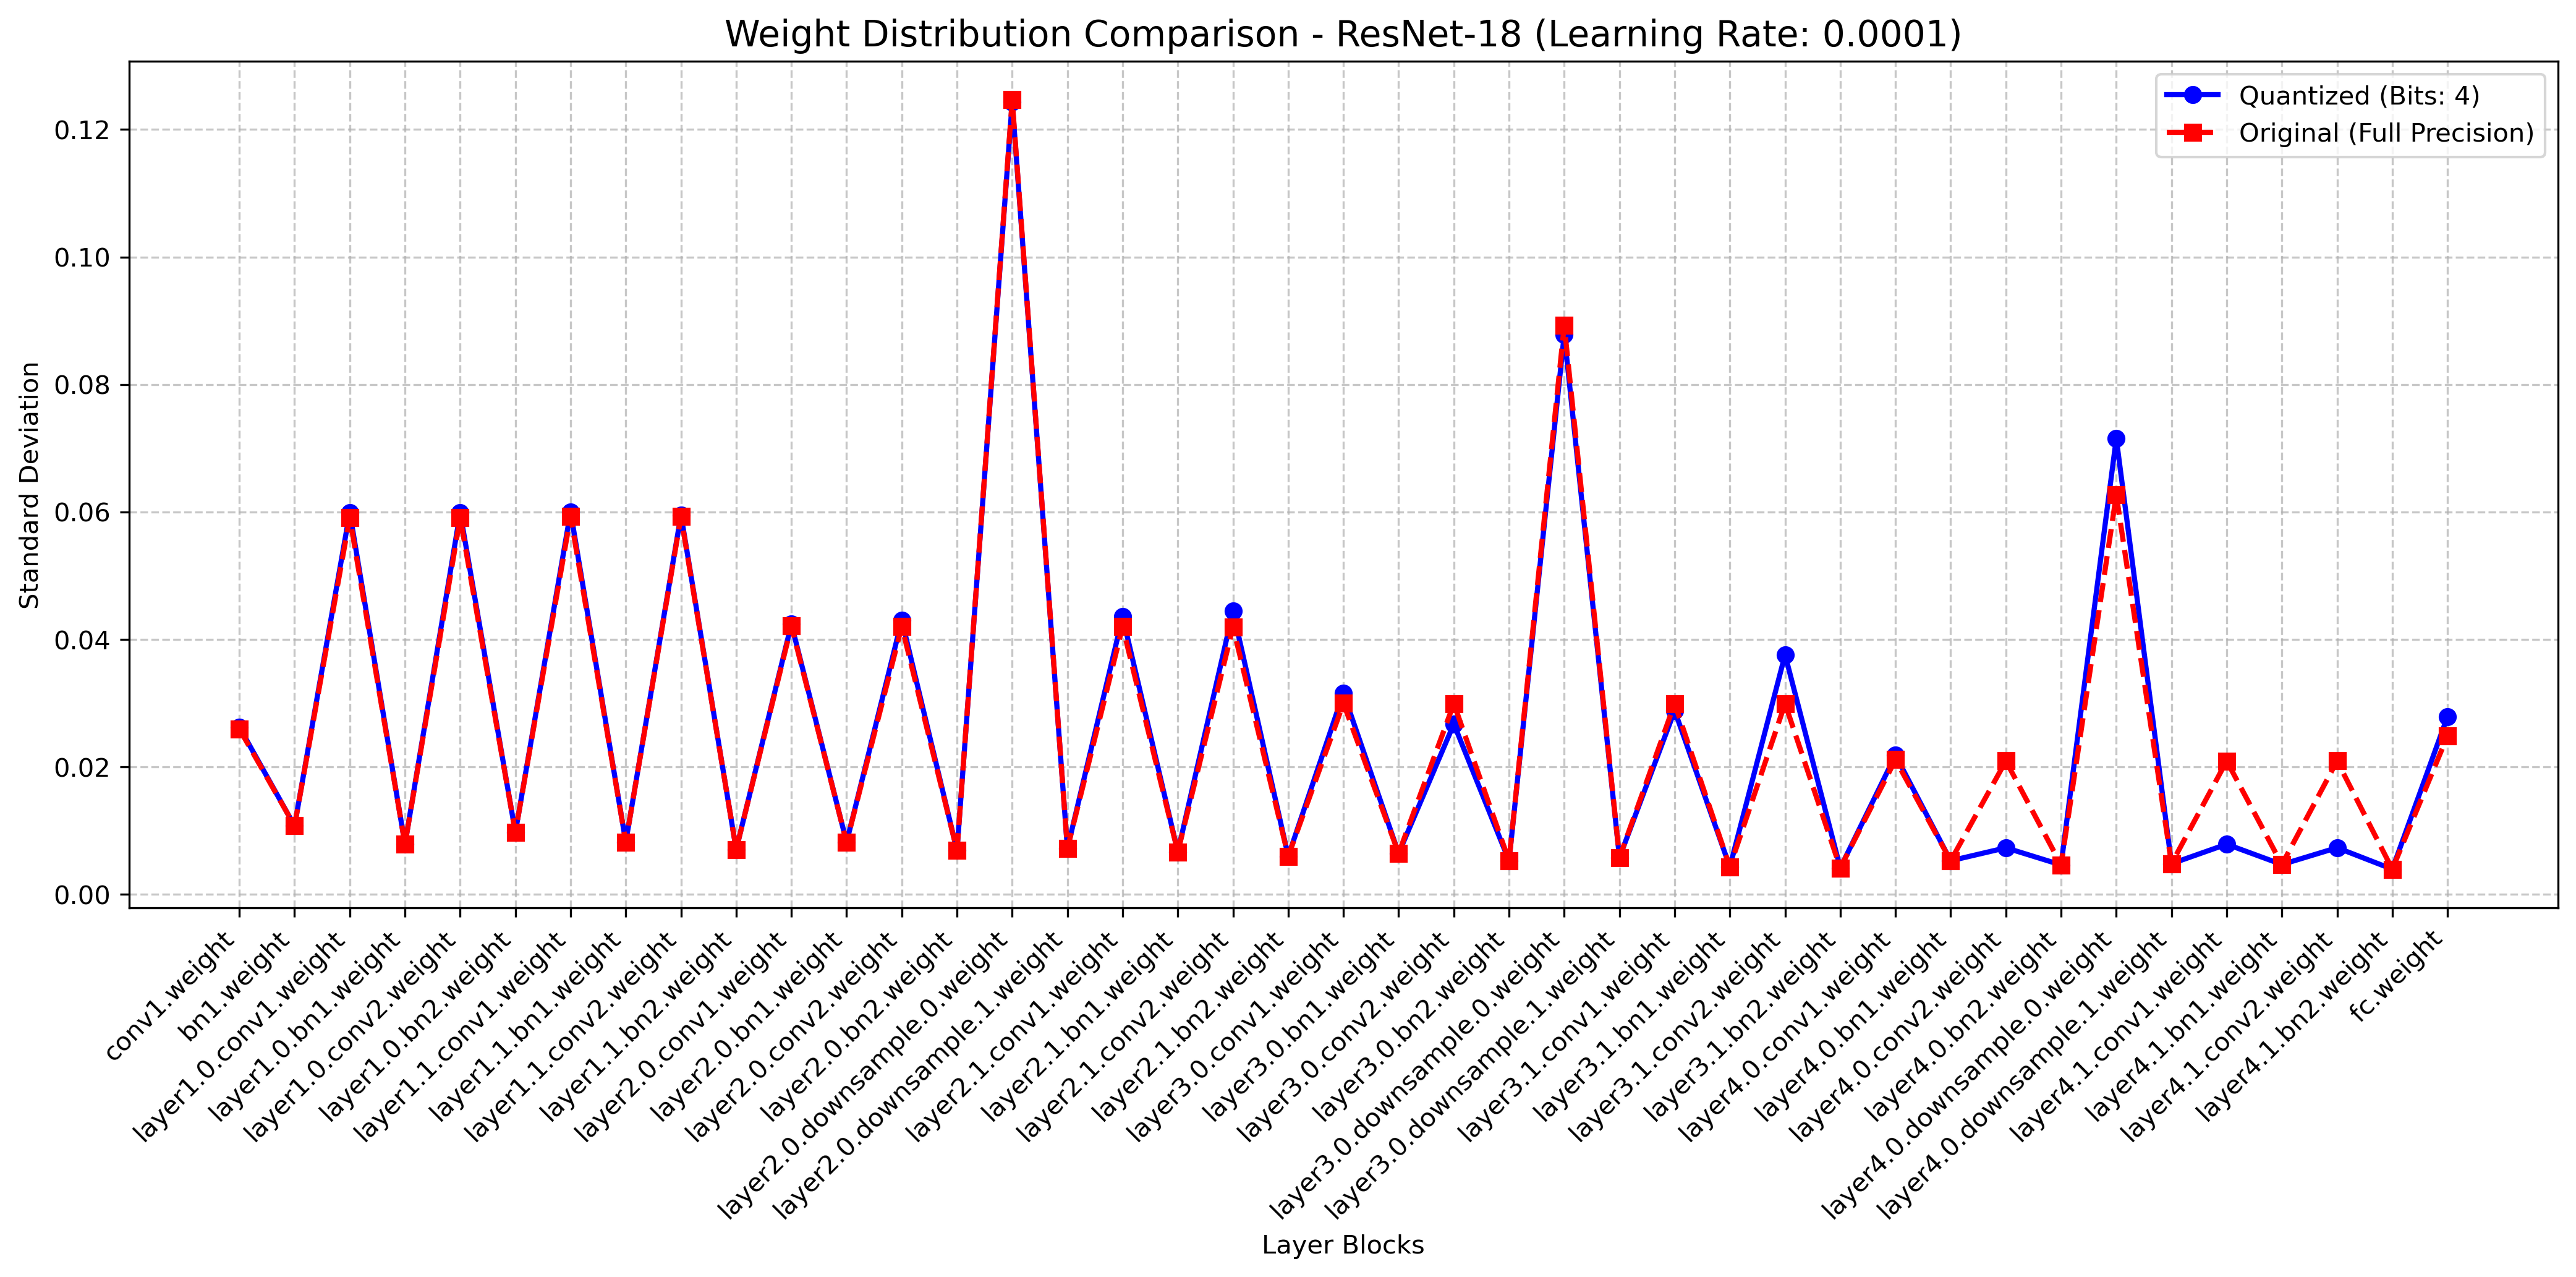 Weight Distribution Comparison - ResNet-18 (Learning Rate: 0.0001)
Quantized (Bits: 4)
Original (Full Precision)
Standard Deviation
0.12
0.10
0.08
0.06
0.04
0.02
0.00
conv1.weight
bn1.weight
layer1.0.conv1.weight
layer1.0.bn1.weight
layer1.0.conv2.weight
layer1.0.bn2.weight
layer1.1.conv1.weight
layer1.1.bn1.weight
layer1.1.conv2.weight
layer1.1.bn2.weight
layer2.0.conv1.weight
layer2.0.bn1.weight
layer2.0.conv2.weight
layer2.0.bn2.weight
layer2.0.downsample.0.weight
layer2.0.downsample.1.weight
layer2.1.conv1.weight
layer2.1.bn1.weight
layer2.1.conv2.weight
layer2.1.bn2.weight
layer3.0.conv1.weight
layer3.0.bn1.weight
layer3.0.conv2.weight
layer3.0.bn2.weight
layer3.0.downsample.0.weight
layer3.0.downsample.1.weight
layer3.1.conv1.weight
layer3.1.bn1.weight
layer3.1.conv2.weight
layer3.1.bn2.weight
layer4.0.conv1.weight
layer4.0.bn1.weight
layer4.0.conv2.weight
layer4.0.bn2.weight
layer4.0.downsample.0.weight
layer4.0.downsample.1.weight
layer4.1.conv1.weight
layer4.1.bn1.weight
layer4.1.conv2.weight
layer4.1.bn2.weight
fc.weight
Layer Blocks